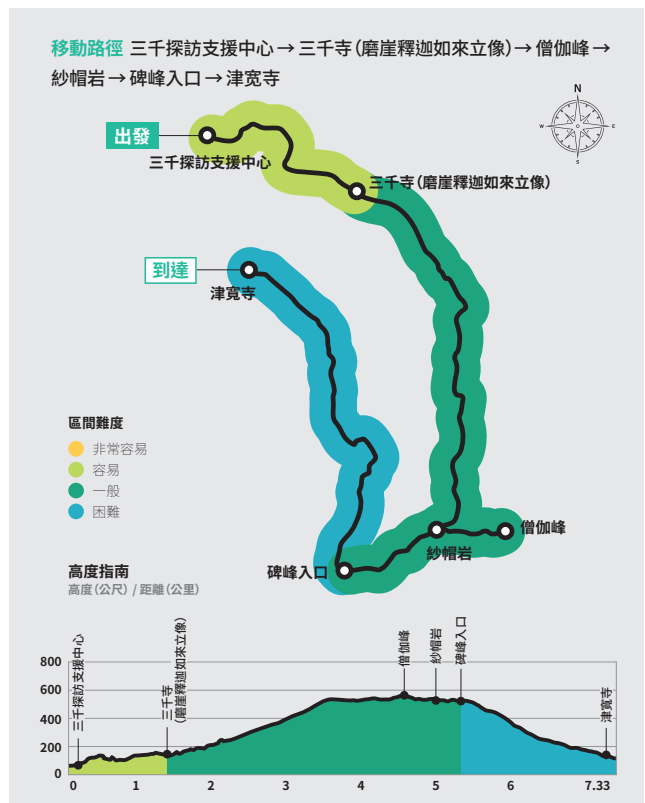 移動路徑 三千探訪支援中心→三千寺(磨崖釋迦如來立像)→僧伽峰→
紗帽岩→碑峰入口→津宽寺
N
W
O
E
S
出發
三千探訪支援中心
三千寺(磨崖釋迦如來立像)
到達
津寬寺
區間難度
非常容易
容易
一般
困難
僧伽峰
紗帽岩
碑峰入口
高度指南
高度(公尺) / 距離(公里)
三千探訪支援中心
三千寺
(磨崖釋迦如來立像)
僧伽峰
紗帽岩
碑峰入口
津寬寺
800
600
400
200
0
0 1 2 3 4 5 6 7.33